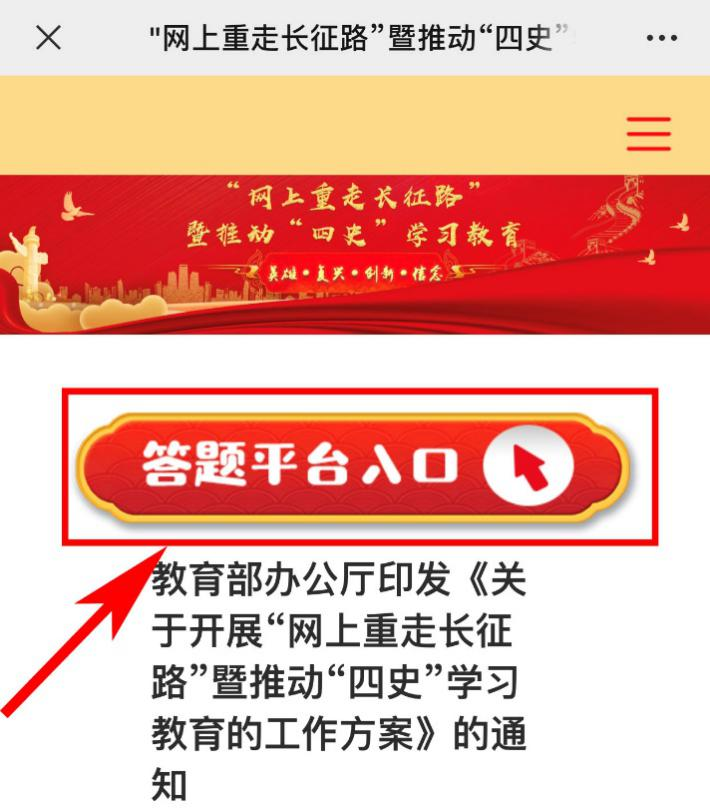 "网上重走长征路”暨推动“四史”
“网上重走长征路”
暨推动“四史”学习教育
英雄•复兴•创新•信念
答题平台入口
教育部办公厅印发《关
于开展“网上重走长征
路”暨推动“四史”学习
教育的工作方案》的通
知